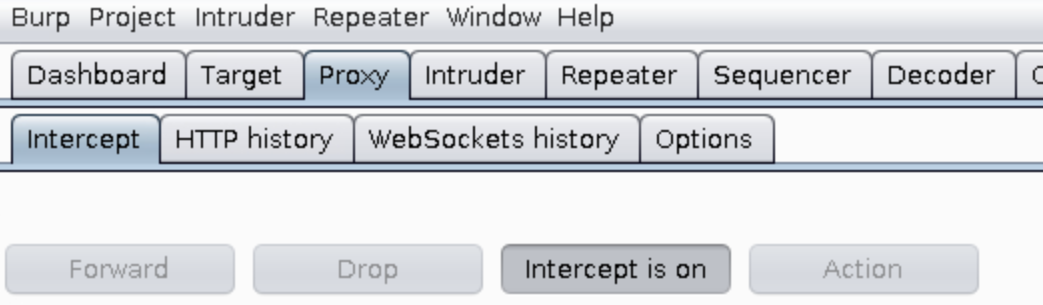 Burp Project Intruder Repeater Window Help
Dashboard Target Proxy Intruder Repeater Sequencer Decoder
Intercept HTTP history WebSockets history Options
Forward Drop Intercept is on Action